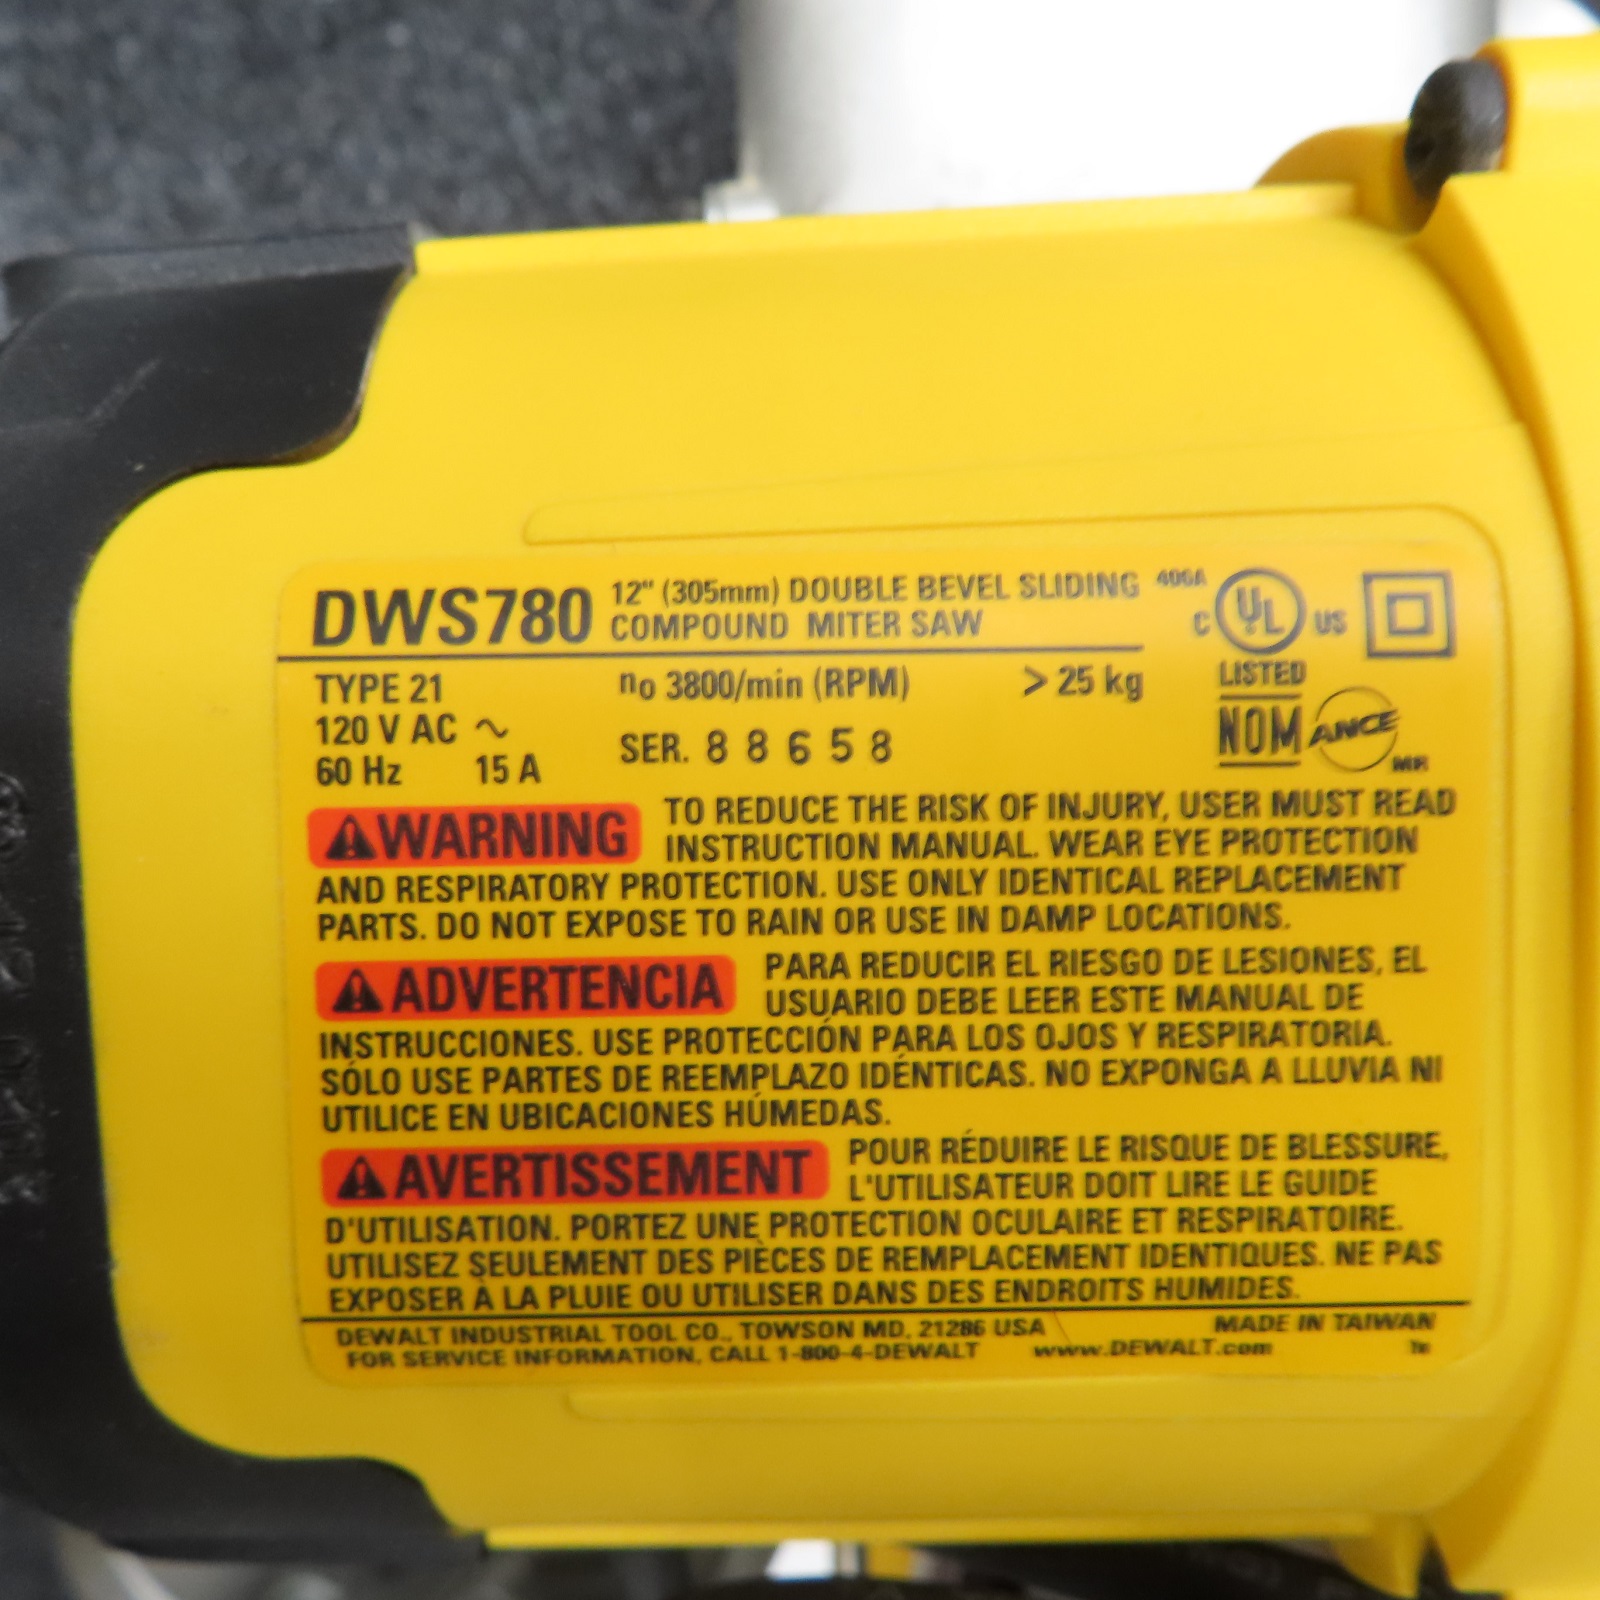 DWS780 12" (305mm) DOUBLE BEVEL SLIDING
COMPOUND MITER SAW
406A
C UL US
LISTED
TYPE 21
no 3800/min (RPM) > 25 kg
120 V AC ~
SER. 88658
60 Hz 15 A
NOM ANCE
MR
WARNING TO REDUCE THE RISK OF INJURY, USER MUST READ
INSTRUCTION MANUAL. WEAR EYE PROTECTION
AND RESPIRATORY PROTECTION. USE ONLY IDENTICAL REPLACEMENT
PARTS. DO NOT EXPOSE TO RAIN OR USE IN DAMP LOCATIONS.
ADVERTENCIA PARA REDUCIR EL RIESGO DE LESIONES, EL
USUARIO DEBE LEER ESTE MANUAL DE
INSTRUCCIONES. USE PROTECCIÓN PARA LOS OJOS Y RESPIRATORIA.
SÓLO USE PARTES DE REEMPLAZO IDÉNTICAS. NO EXPONGA A LLUVIA NI
UTILICE EN UBICACIONES HÚMEDAS.
AVERTISSEMENT POUR RÉDUIRE LE RISQUE DE BLESSURE,
L'UTILISATEUR DOIT LIRE LE GUIDE
D'UTILISATION. PORTEZ UNE PROTECTION OCULAIRE ET RESPIRATOIRE.
UTILISEZ SEULEMENT DES PIÈCES DE REMPLACEMENT IDENTIQUES. NE PAS
EXPOSER À LA PLUIE OU UTILISER DANS DES ENDROITS HUMIDES.
DEWALT INDUSTRIAL TOOL CO., TOWSON MD, 21286 USA MADE IN TAIWAN
FOR SERVICE INFORMATION, CALL 1-800-4-DEWALT www.DEWALT.com